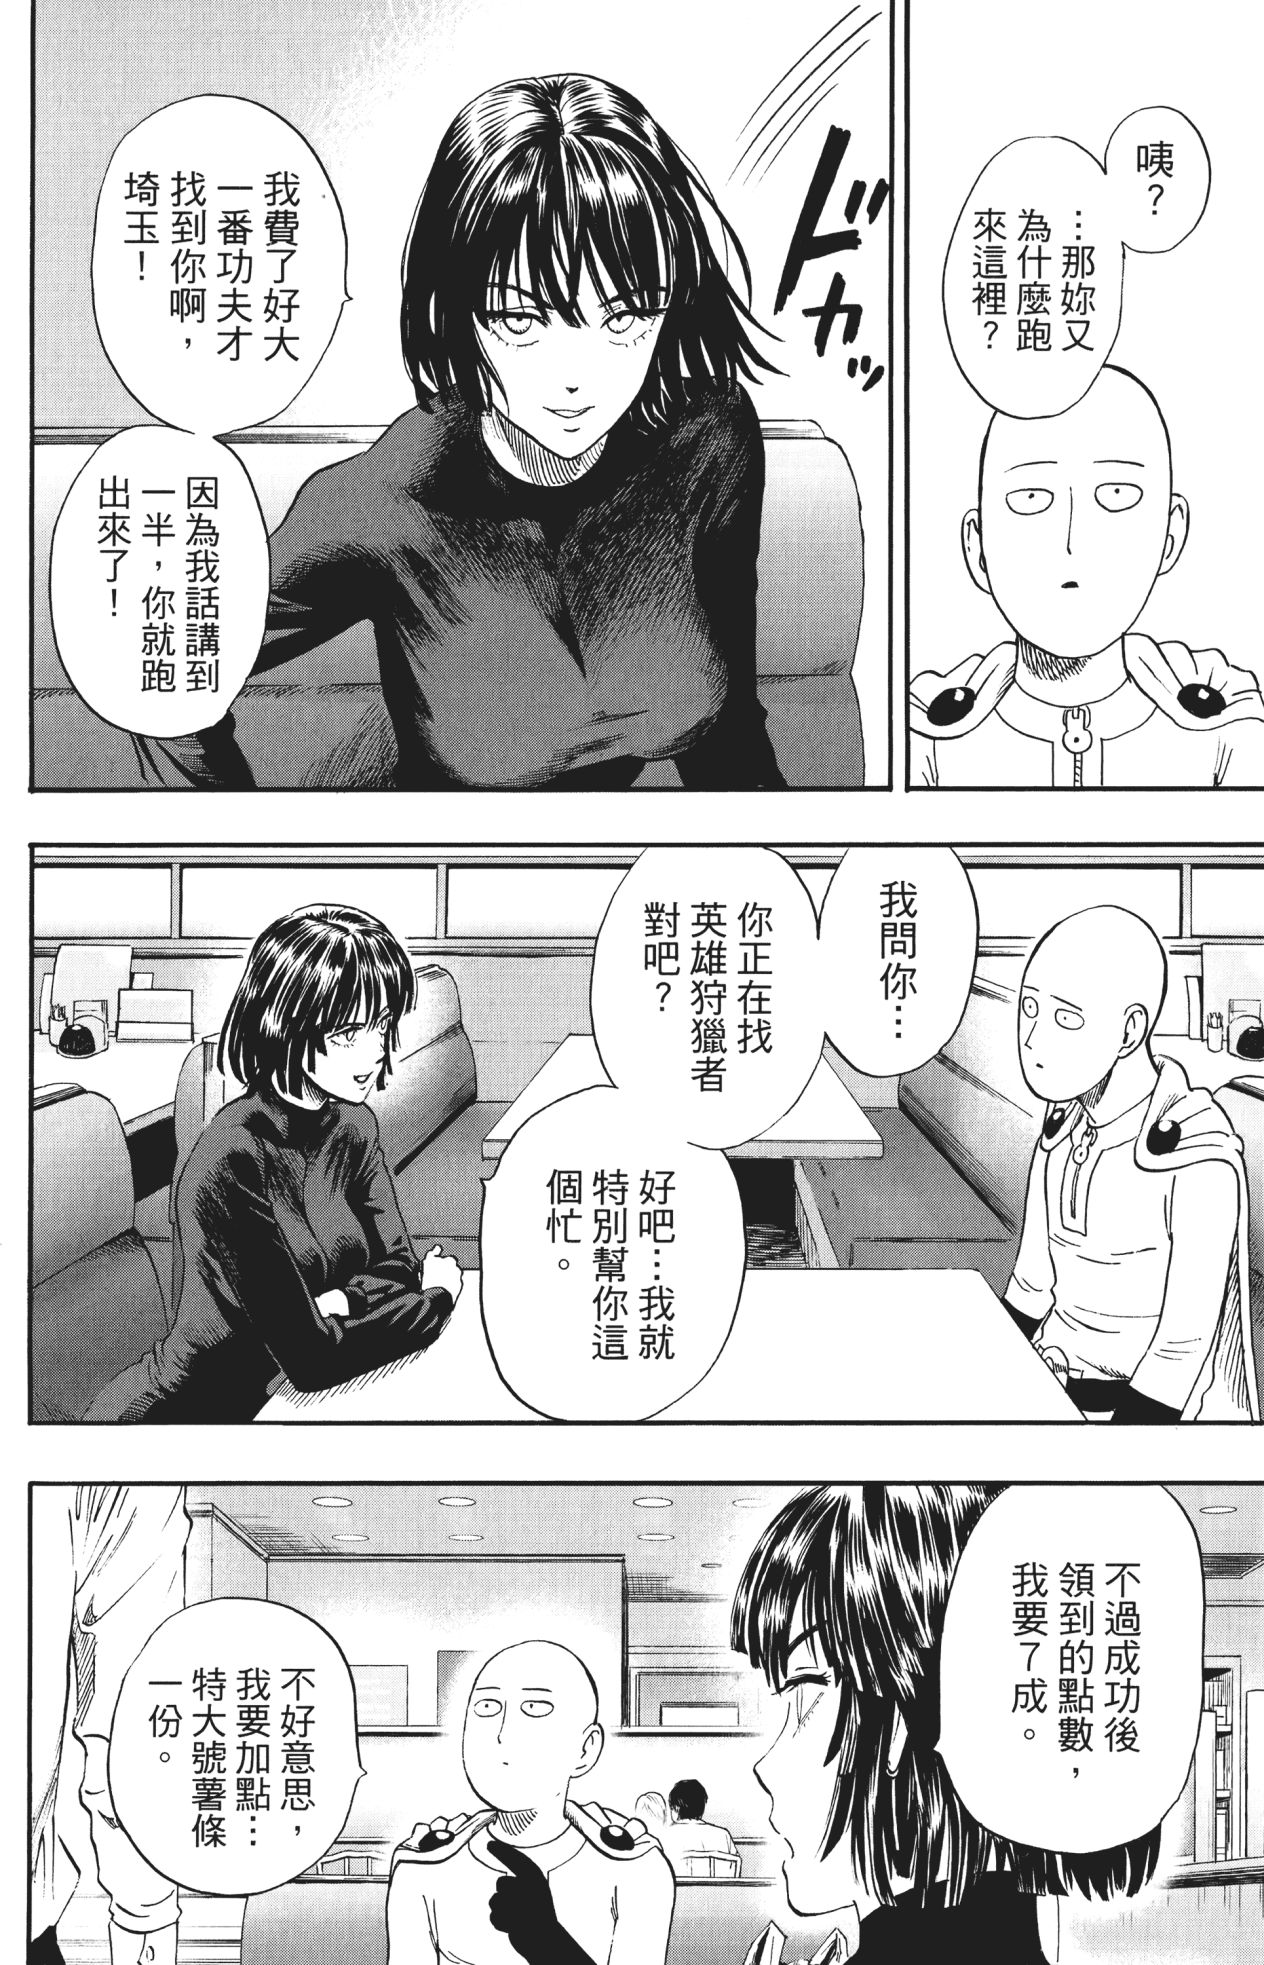 咦？
…那妳又
為什麼跑
來這裡？
ドカッ
我費了好大
一番功夫才
找到你啊，
埼玉！
因為我話講到
一半，你就跑
出來了！
我問你…
你正在找
英雄狩獵者
對吧？
好吧…我就
特別幫你這
個忙。
不過成功後
領到的點數，
我要7成。
不好意思，
我要加點…
特大號薯條
一份。